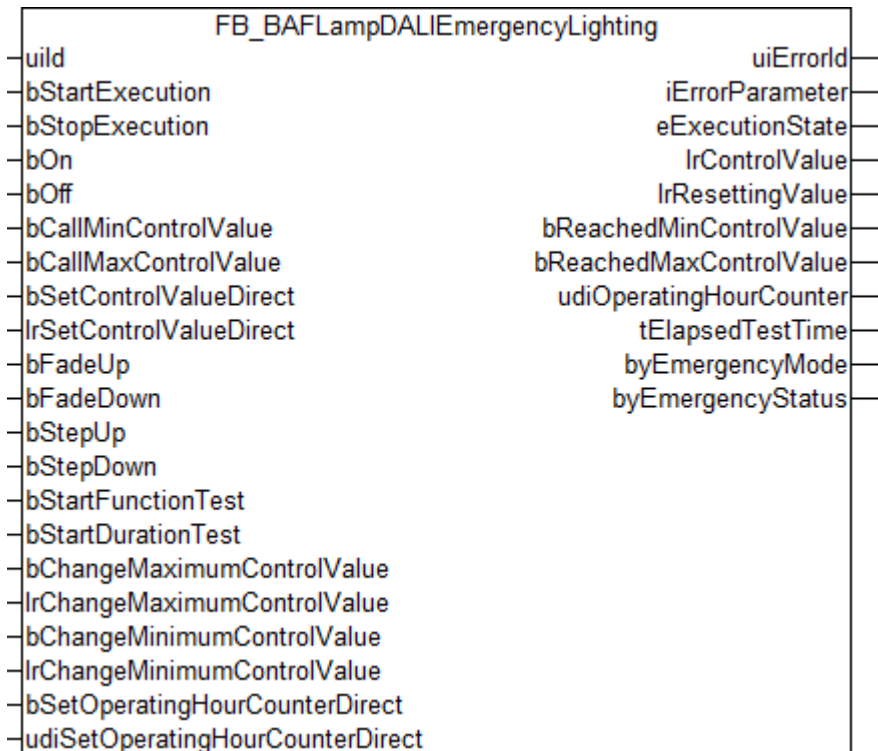 FB_BAFLampDALIEmergencyLighting
uiId uiErrorId
bStartExecution iErrorParameter
bStopExecution eExecutionState
bOn lrControlValue
bOff lrResettingValue
bCallMinControlValue bReachedMinControlValue
bCallMaxControlValue bReachedMaxControlValue
bSetControlValueDirect udiOperatingHourCounter
lrSetControlValueDirect tElapsedTestTime
bFadeUp byEmergencyMode
bFadeDown byEmergencyStatus
bStepUp
bStepDown
bStartFunctionTest
bStartDurationTest
bChangeMaximumControlValue
lrChangeMaximumControlValue
bChangeMinimumControlValue
lrChangeMinimumControlValue
bSetOperatingHourCounterDirect
udiSetOperatingHourCounterDirect